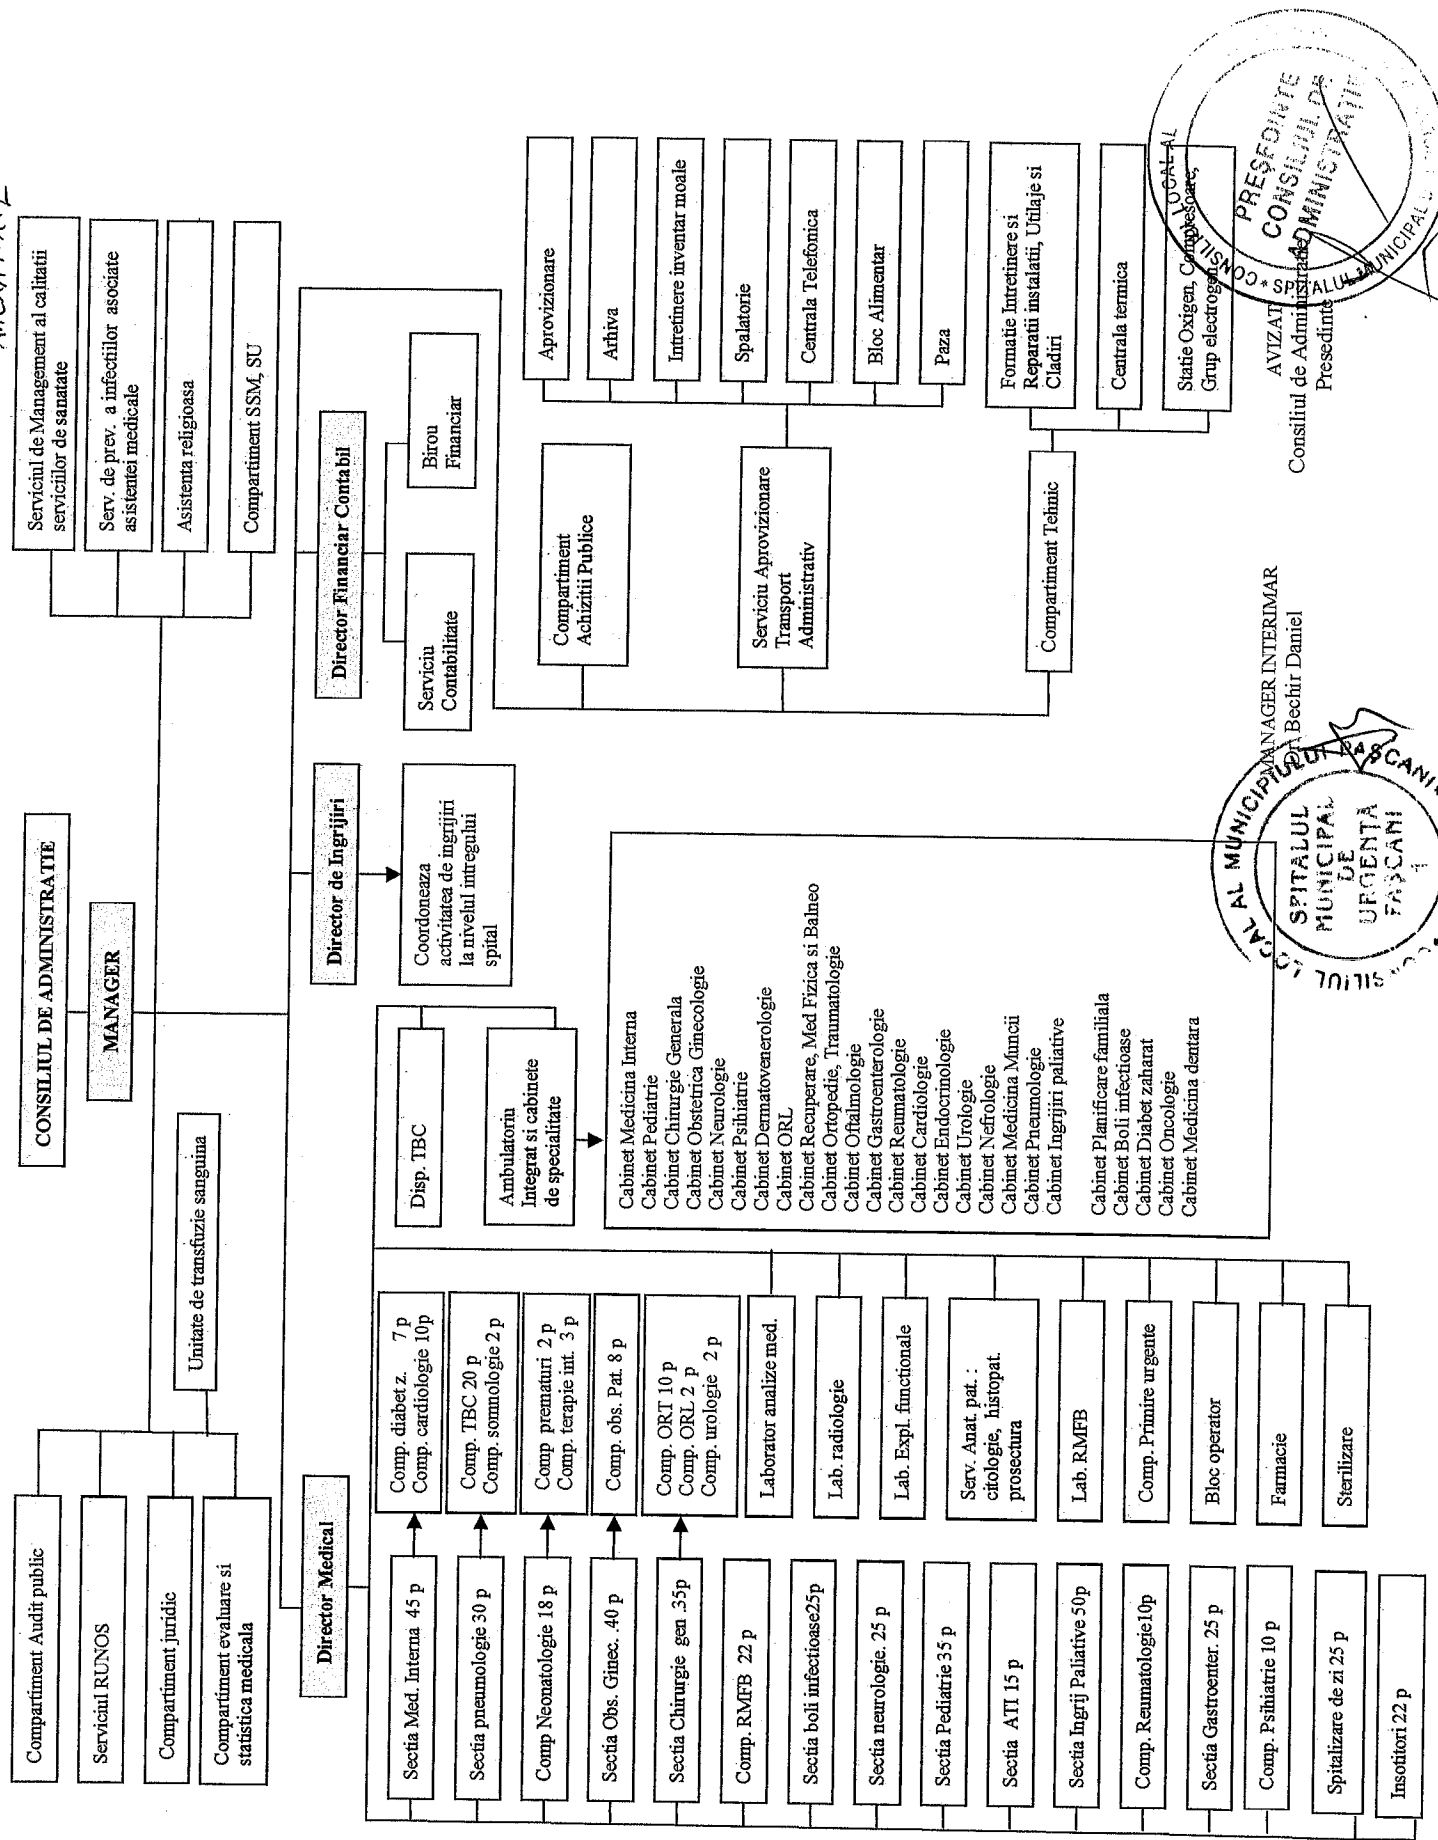 CONSILIUL DE ADMINISTRATIE
MANAGER
Compartiment Audit public
Serviciul RUNOS
Compartiment juridic
Compartiment evaluare si
statistica medicala
Unitate de transfuzie sanguina
Serviciul de Management al calitatii
serviciilor de sanatate
Serv. de prev. a infectiilor asociate
asistentei medicale
Asistenta religioasa
Compartiment SSM, SU
Director Medical
Director de Ingrijiri
Director Financiar Contabil
Sectia Med. Interna 45 p
Sectia pneumologie 30 p
Comp Neonatologie 18 p
Sectia Obs. Ginec. .40 p
Sectia Chirurgie gen .35p
Comp. RMFB 22 p
Sectia boli infectioase25p
Sectia neurologie. 25 p
Sectia Pediatrie 35 p
Sectia ATI 15 p
Sectia Ingrij Paliative 50p
Comp. Reumatologie10p
Sectia Gastroenter. 25 p
Comp. Psihiatrie 10 p
Spitalizare de zi 25 p
Insotitori 22 p
Comp. diabet z. 7 p
Comp. cardiologie 10p
Comp. TBC 20 p
Comp. somnologie 2 p
Comp prematuri 2 p
Comp. terapie int. 3 p
Comp. obs. Pat. 8 p
Comp. ORT 10 p
Comp. ORL 2 p
Comp. urologie 2 p
Laborator analize med.
Lab. radiologie
Lab. Expl. functionale
Serv. Anat. pat. :
citologie, histopat.
prosectura
Lab. RMFB
Comp. Primire urgente
Bloc operator
Farmacie
Sterilizare
Disp. TBC
Ambulatoriu
Integrat si cabinete
de specialitate
Cabinet Medicina Interna
Cabinet Pediatrie
Cabinet Chirurgie Generala
Cabinet Obstetrica Ginecologie
Cabinet Neurologie
Cabinet Psihiatrie
Cabinet Dermatovenerologie
Cabinet ORL
Cabinet Recuperare, Med Fizica si Balneo
Cabinet Ortopedie, Traumatologie
Cabinet Oftalmologie
Cabinet Gastroenterologie
Cabinet Reumatologie
Cabinet Cardiologie
Cabinet Endocrinologie
Cabinet Urologie
Cabinet Nefrologie
Cabinet Medicina Muncii
Cabinet Pneumologie
Cabinet Ingrijiri paliative
Cabinet Planificare familiala
Cabinet Boli infectioase
Cabinet Diabet zaharat
Cabinet Oncologie
Cabinet Medicina dentara
Coordoneaza
activitatea de ingrijiri
la nivelul intregului
spital
Serviciu
Contabilitate
Birou
Financiar
Compartiment
Achizitii Publice
Serviciu Aprovizionare
Transport
Administrativ
Compartiment Tehnic
Aprovizionare
Arhiva
Intretinere inventar moale
Spalatorie
Centrala Telefonica
Bloc Alimentar
Paza
Formatie Intretinere si
Reparatii instalatii, Utilaje si
Cladiri
Centrala termica
Statie Oxigen, Compresoare,
Grup electrogen
MANAGER INTERIMAR
Dr. Bechir Daniel
AL MUNICIPIULUI PASCANI
SPITALUL
MUNICIPAL
DE
URGENTA
PASCANI
AVIZAT
Consiliul de Administratie
Presedinte
LOCAL AL
PREȘEDINTE
CONSILIUL DE
ADMINISTRATIE
SPITALUL MUNICIPAL